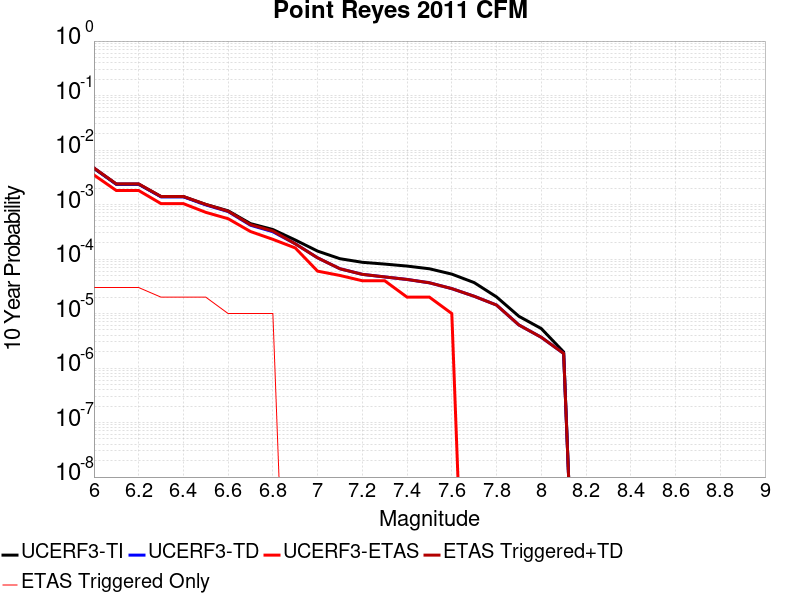 Point Reyes 2011 CFM
10 Year Probability
10 0
10 -1
10 -2
10 -3
10 -4
10 -5
10 -6
10 -7
10 -8
6 6.2 6.4 6.6 6.8 7 7.2 7.4 7.6 7.8 8 8.2 8.4 8.6 8.8 9
Magnitude
UCERF3-TI UCERF3-TD UCERF3-ETAS ETAS Triggered+TD
ETAS Triggered Only